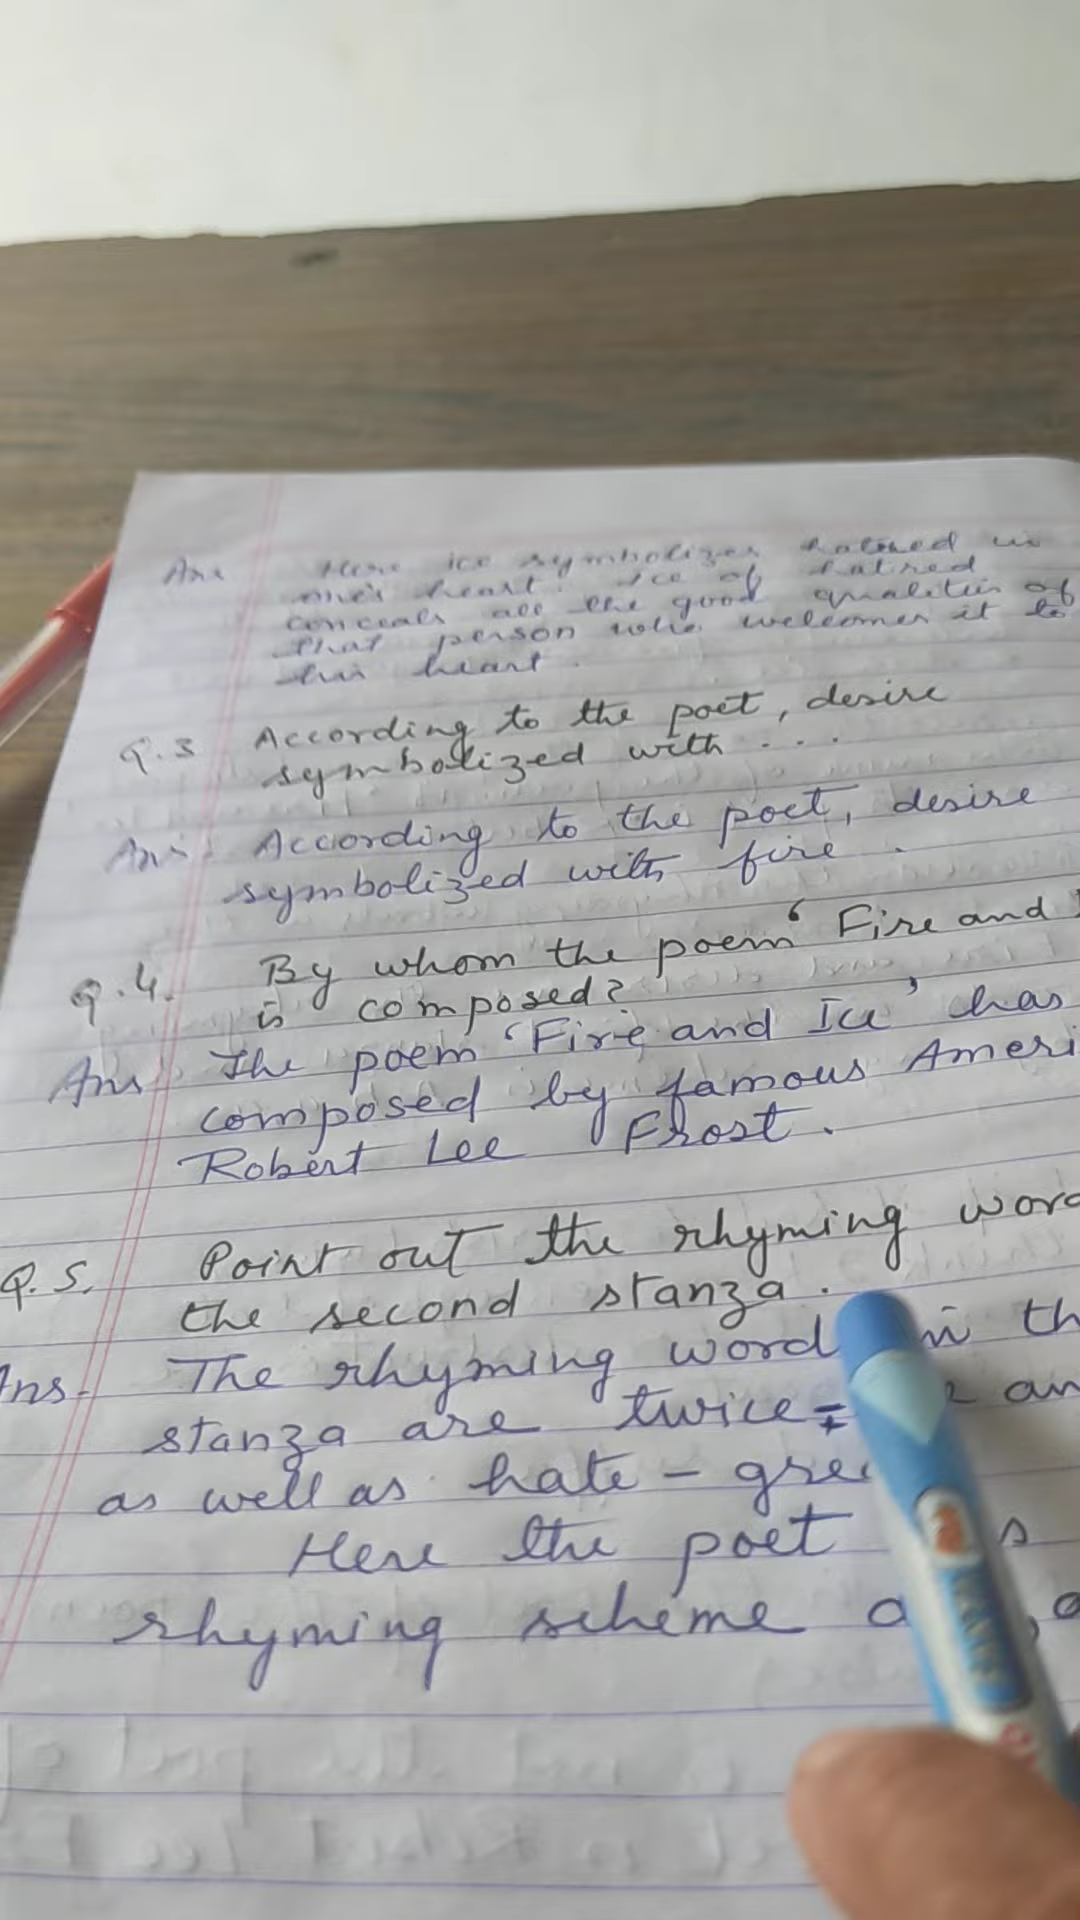 Ans Here ice symbolizes hatred in
one's heart. Ice of hatred
conceals all the good qualities of
that person who welcomes it to
his heart.
Q.3 According to the poet, desire
symbolized with ...
Ans. According to the poet, desire
symbolized with fire.
Q.4. By whom the poem 'Fire and
is composed?
Ans The poem 'Fire and Ice' has
composed by famous Ameri
Robert Lee Frost.
Q.5. Point out the rhyming word
the second stanza.
Ans- The rhyming word in th
stanza are twice- an
as well as hate - gre
Here the poet s
rhyming scheme a